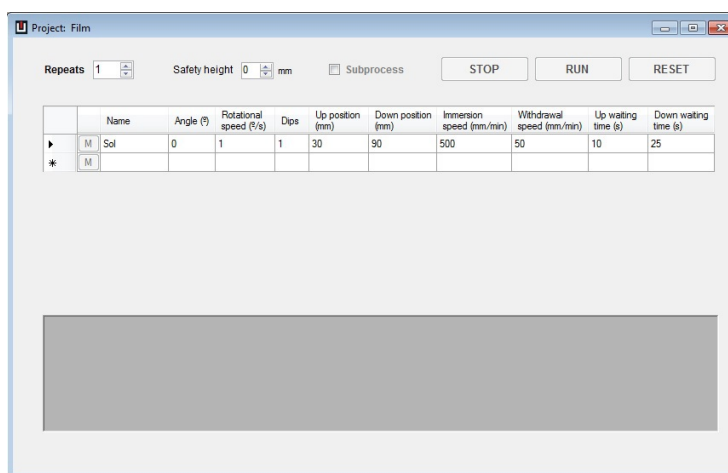 Project: Film
Repeats 1 Safety height 0 mm Subprocess STOP RUN RESET
Name Angle (º) Rotational speed (º/s) Dips Up position (mm) Down position (mm) Immersion speed (mm/min) Withdrawal speed (mm/min) Up waiting time (s) Down waiting time (s)
M Sol 0 1 1 30 90 500 50 10 25
M